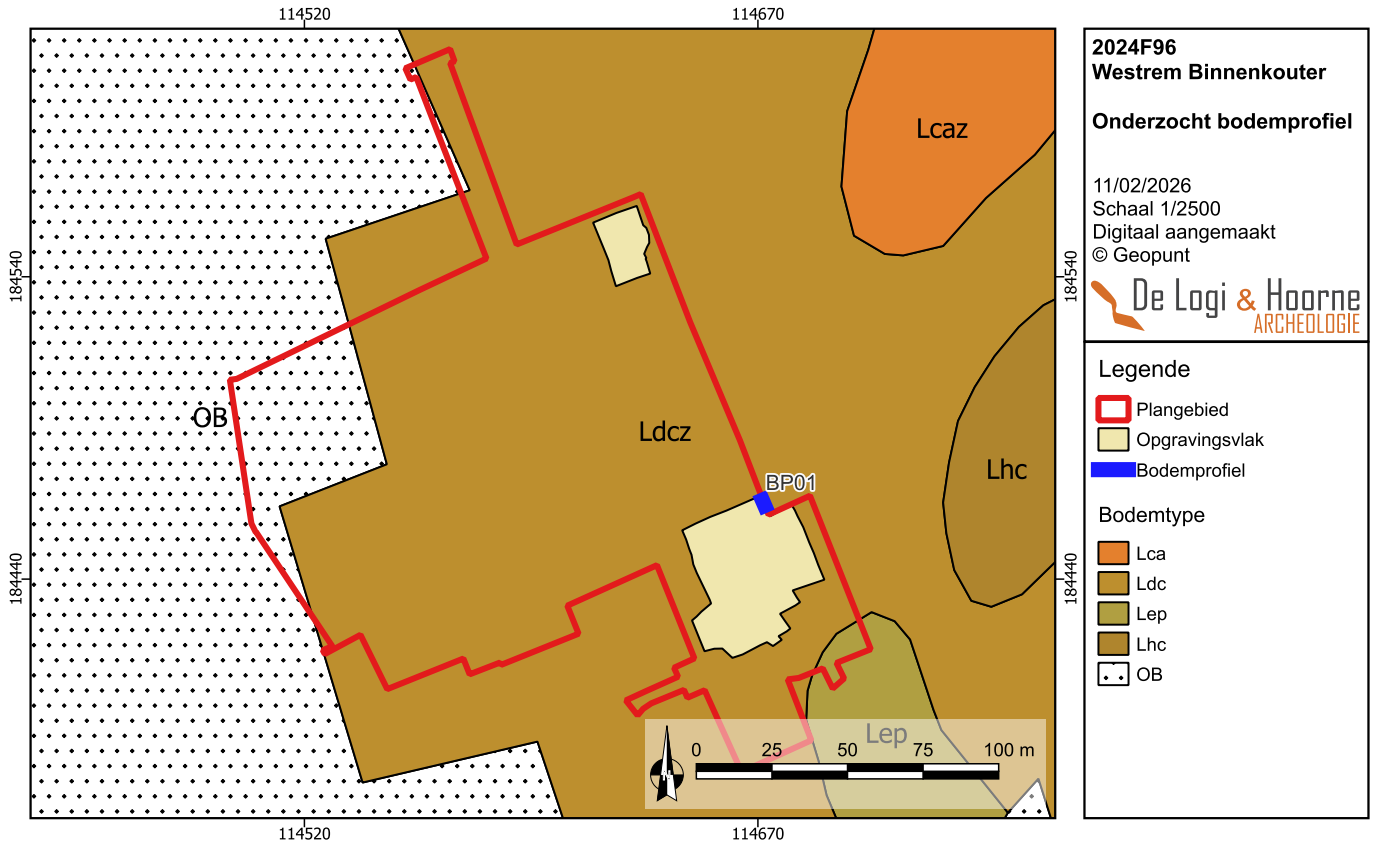 114520
114670
184540
184440
184540
184440
114520
114670
Lcaz
OB
Ldcz
Lhc
BP01
Lep
N
0 25 50 75 100 m
2024F96
Westrem Binnenkouter
Onderzocht bodemprofiel
11/02/2026
Schaal 1/2500
Digitaal aangemaakt
© Geopunt
De Logi & Hoorne
ARCHEOLOGIE
Legende
Plangebied
Opgravingsvlak
Bodemprofiel
Bodemtype
Lca
Ldc
Lep
Lhc
OB